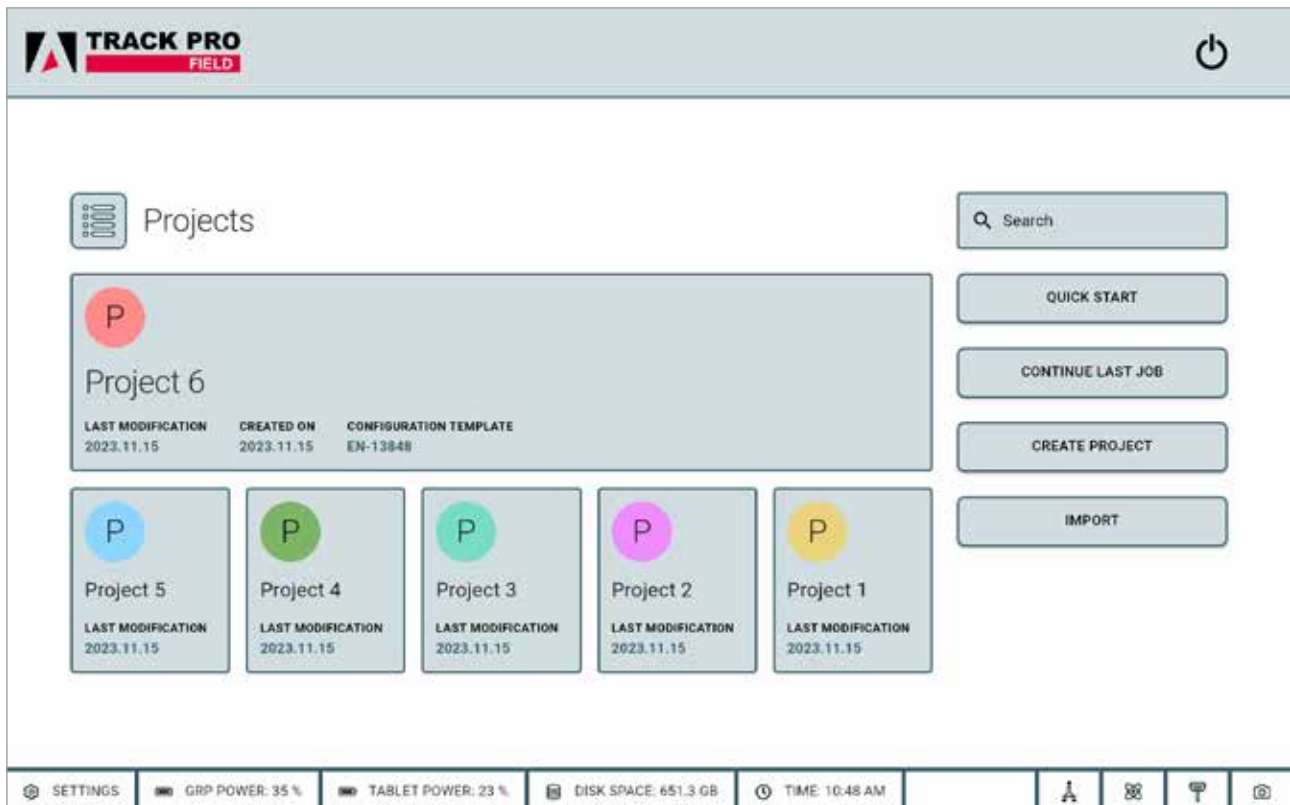 TRACK PRO
FIELD
Projects
Search
P
Project 6
LAST MODIFICATION CREATED ON CONFIGURATION TEMPLATE
2023.11.15 2023.11.15 EN-13848
QUICK START
CONTINUE LAST JOB
CREATE PROJECT
IMPORT
P P P P P
Project 5 Project 4 Project 3 Project 2 Project 1
LAST MODIFICATION LAST MODIFICATION LAST MODIFICATION LAST MODIFICATION LAST MODIFICATION
2023.11.15 2023.11.15 2023.11.15 2023.11.15 2023.11.15
SETTINGS GRP POWER: 35 % TABLET POWER: 23 % DISK SPACE: 651.3 GB TIME: 10:48 AM